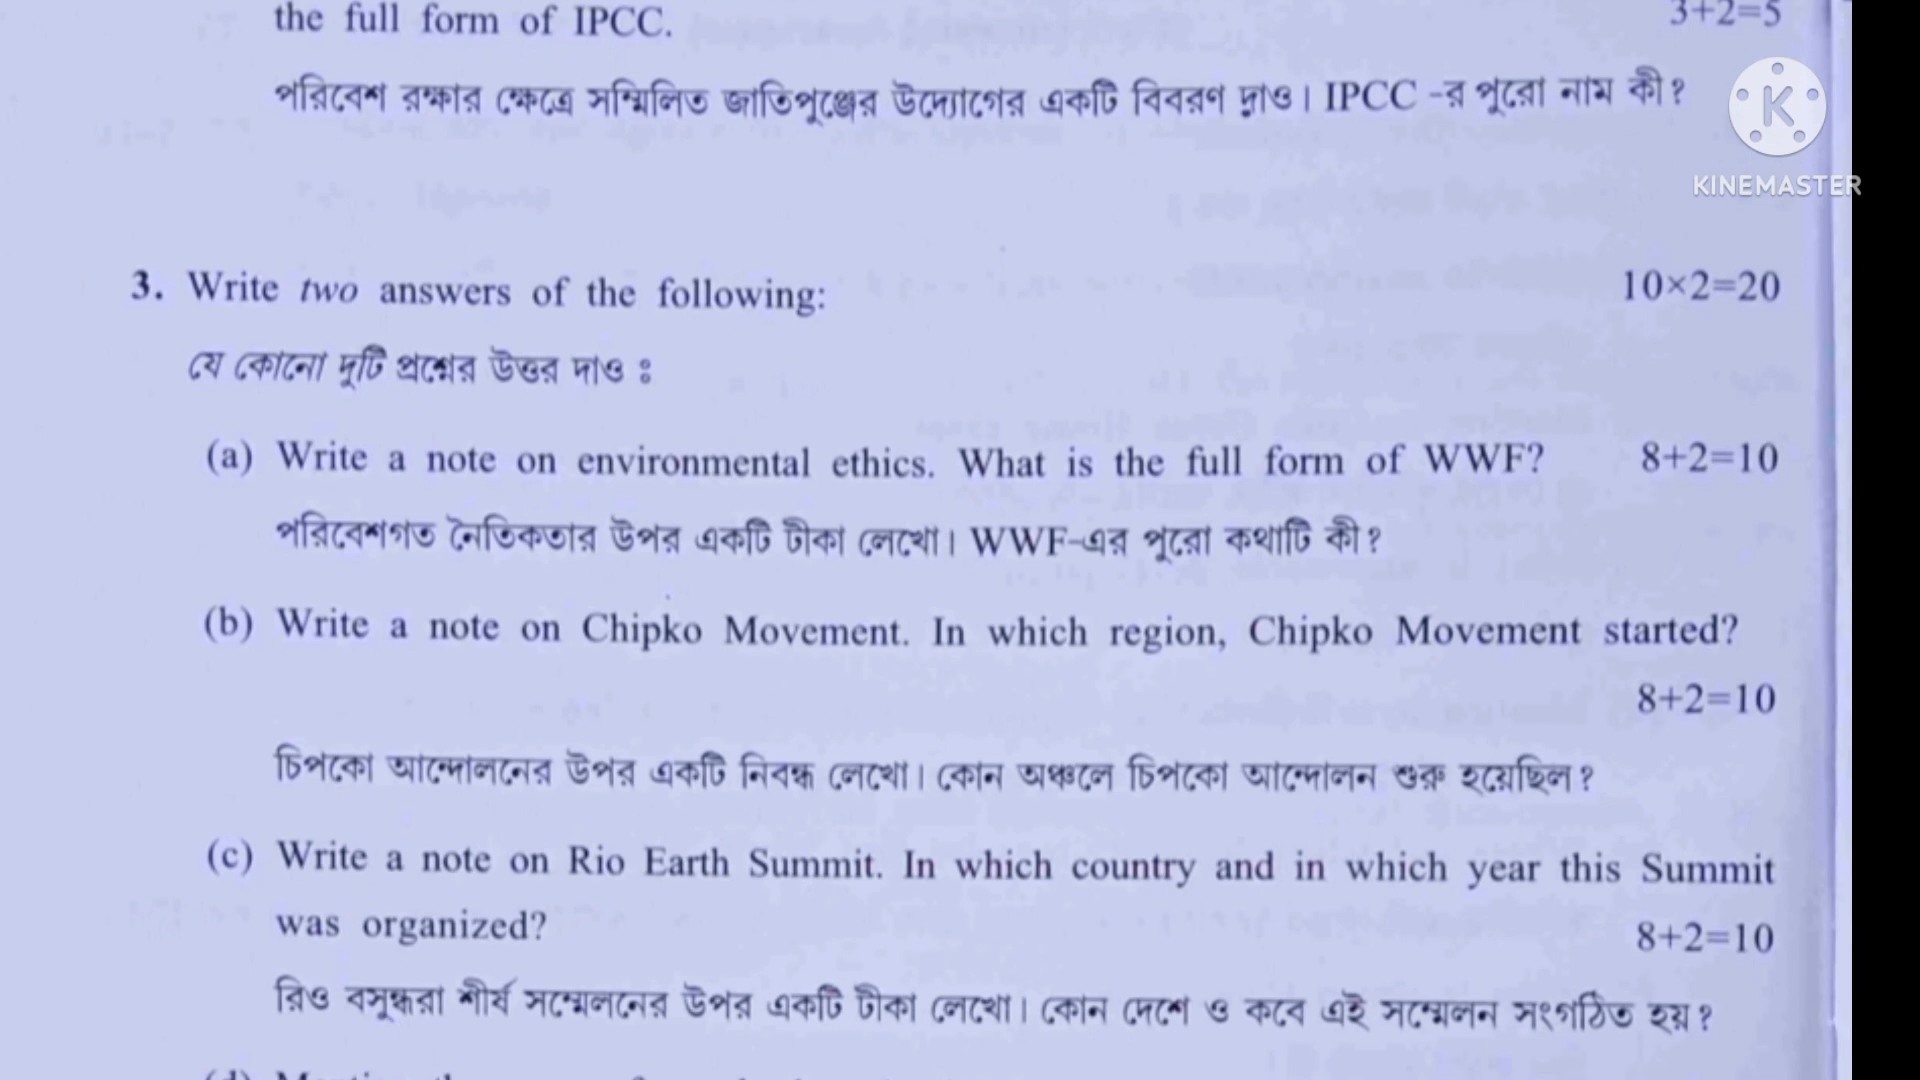 the full form of IPCC.
3+2=5
পরিবেশ রক্ষার ক্ষেত্রে সম্মিলিত জাতিপুঞ্জের উদ্যোগের একটি বিবরণ দাও। IPCC -র পুরো নাম কী?
KINEMASTER
3. Write two answers of the following: 10×2=20
যে কোনো দুটি প্রশ্নের উত্তর দাও ঃ
(a) Write a note on environmental ethics. What is the full form of WWF? 8+2=10
পরিবেশগত নৈতিকতার উপর একটি টীকা লেখো। WWF-এর পুরো কথাটি কী?
(b) Write a note on Chipko Movement. In which region, Chipko Movement started?
8+2=10
চিপকো আন্দোলনের উপর একটি নিবন্ধ লেখো। কোন অঞ্চলে চিপকো আন্দোলন শুরু হয়েছিল?
(c) Write a note on Rio Earth Summit. In which country and in which year this Summit
was organized? 8+2=10
রিও বসুন্ধরা শীর্ষ সম্মেলনের উপর একটি টীকা লেখো। কোন দেশে ও কবে এই সম্মেলন সংগঠিত হয়?